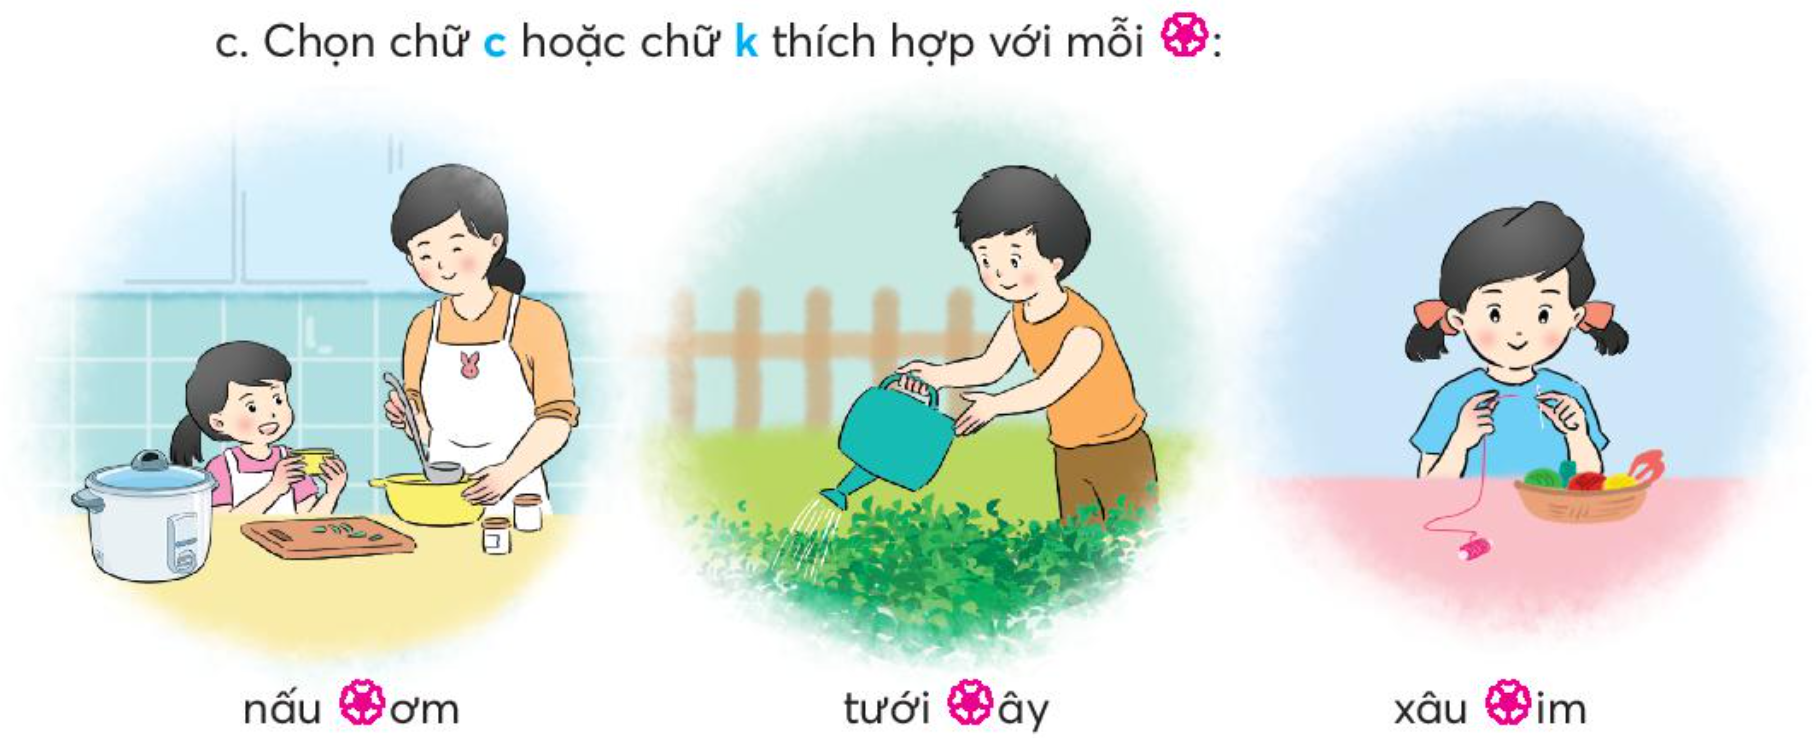 c. Chọn chữ c hoặc chữ k thích hợp với mỗi :
nấu ơm
tưới ây
xâu im